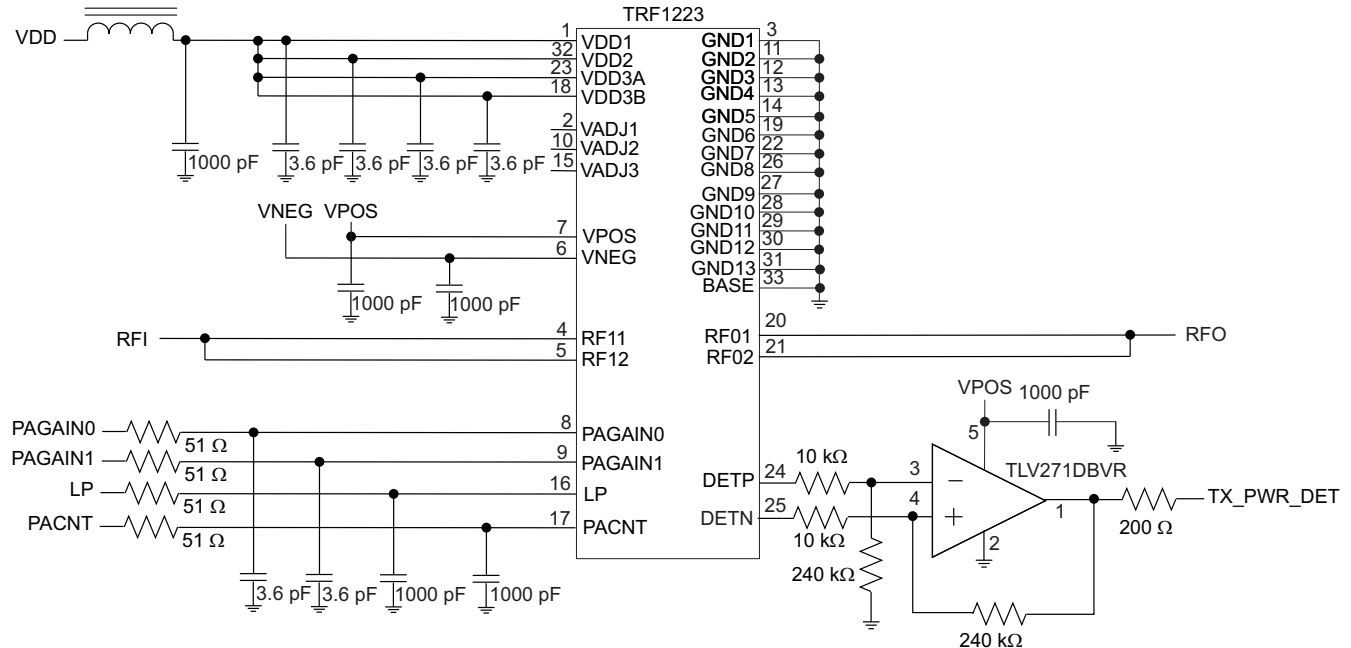 TRF1223
VDD
1
VDD1
32
VDD2
23
VDD3A
18
VDD3B
2
VADJ1
10
VADJ2
15
VADJ3
1000 pF
3.6 pF
3.6 pF
3.6 pF
3.6 pF
VNEG
VPOS
7
VPOS
6
VNEG
1000 pF
1000 pF
RFI
4
RF11
5
RF12
PAGAIN0
51 Ω
8
PAGAIN0
PAGAIN1
51 Ω
9
PAGAIN1
LP
51 Ω
16
LP
PACNT
51 Ω
17
PACNT
3.6 pF
3.6 pF
1000 pF
1000 pF
GND1
3
GND2
11
GND3
12
GND4
13
GND5
14
GND6
19
GND7
22
GND8
26
GND9
27
GND10
28
GND11
29
GND12
30
GND13
31
BASE
33
RF01
20
RFO
RF02
21
VPOS
1000 pF
5
TLV271DBVR
DETP
24
10 kΩ
3
−
DETN
25
10 kΩ
4
+
1
2
200 Ω
TX_PWR_DET
240 kΩ
240 kΩ